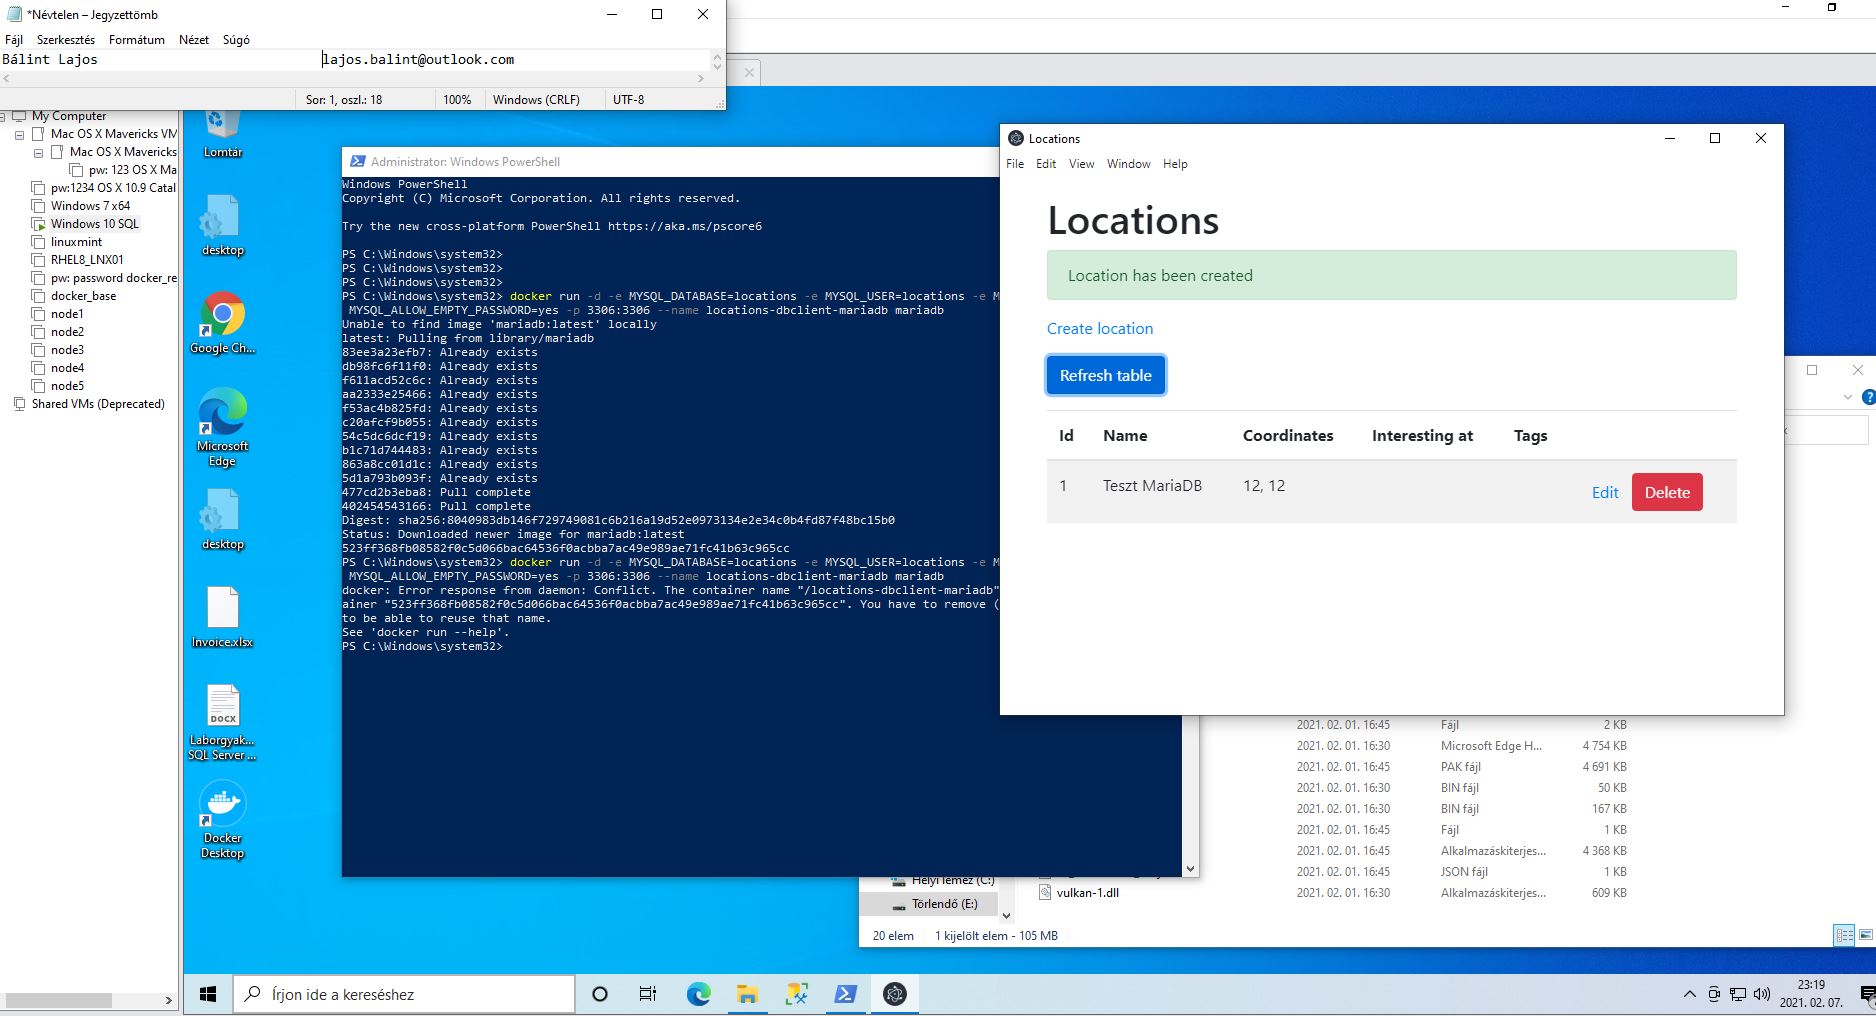 *Névtelen – Jegyzettömb
Fájl Szerkesztés Formátum Nézet Súgó
Bálint Lajos lajos.balint@outlook.com
Sor: 1, oszl.: 18 100% Windows (CRLF) UTF-8
My Computer
Mac OS X Mavericks VM
Mac OS X Mavericks
pw: 123 OS X Ma
pw:1234 OS X 10.9 Catal
Windows 7 x64
Windows 10 SQL
linuxmint
RHEL8_LNX01
pw: password docker_re
docker_base
node1
node2
node3
node4
node5
Shared VMs (Deprecated)
Lomtár
desktop
Google Ch...
Microsoft
Edge
desktop
Invoice.xlsx
DOCX
Laborgyak...
SQL Server ...
Docker
Desktop
Administrator: Windows PowerShell
Windows PowerShell
Copyright (C) Microsoft Corporation. All rights reserved.
Try the new cross-platform PowerShell https://aka.ms/pscore6
PS C:\Windows\system32>
PS C:\Windows\system32>
PS C:\Windows\system32>
PS C:\Windows\system32> docker run -d -e MYSQL_DATABASE=locations -e MYSQL_USER=locations -e M
MYSQL_ALLOW_EMPTY_PASSWORD=yes -p 3306:3306 --name locations-dbclient-mariadb mariadb
Unable to find image 'mariadb:latest' locally
latest: Pulling from library/mariadb
83ee3a23efb7: Already exists
db98fc6f11f0: Already exists
f611acd52c6c: Already exists
aa2333e25466: Already exists
f53ac4b825fd: Already exists
c20afcf9b055: Already exists
54c5dc6dcf19: Already exists
b1c71d744483: Already exists
863a8cc01d1c: Already exists
5d1a793b093f: Already exists
477cd2b3eba8: Pull complete
402454543166: Pull complete
Digest: sha256:8040983db146f729749081c6b216a19d52e0973134e2e34c0b4fd87f48bc15b0
Status: Downloaded newer image for mariadb:latest
523ff368fb08582f0c5d066bac64536f0acbba7ac49e989ae71fc41b63c965cc
PS C:\Windows\system32> docker run -d -e MYSQL_DATABASE=locations -e MYSQL_USER=locations -e M
MYSQL_ALLOW_EMPTY_PASSWORD=yes -p 3306:3306 --name locations-dbclient-mariadb mariadb
docker: Error response from daemon: Conflict. The container name "/locations-dbclient-mariadb"
ainer "523ff368fb08582f0c5d066bac64536f0acbba7ac49e989ae71fc41b63c965cc". You have to remove (
to be able to reuse that name.
See 'docker run --help'.
PS C:\Windows\system32>
Locations
File Edit View Window Help
Locations
Location has been created
Create location
Refresh table
Id Name Coordinates Interesting at Tags
1 Teszt MariaDB 12, 12 Edit Delete
2021. 02. 01. 16:45 Fájl 2 KB
2021. 02. 01. 16:30 Microsoft Edge H... 4 754 KB
2021. 02. 01. 16:45 PAK fájl 4 691 KB
2021. 02. 01. 16:30 BIN fájl 50 KB
2021. 02. 01. 16:30 BIN fájl 167 KB
2021. 02. 01. 16:45 Fájl 1 KB
2021. 02. 01. 16:45 Alkalmazáskiterjes... 4 368 KB
2021. 02. 01. 16:45 JSON fájl 1 KB
vulkan-1.dll 2021. 02. 01. 16:30 Alkalmazáskiterjes... 609 KB
Helyi lemez (C:)
Törlendő (E:)
20 elem 1 kijelölt elem - 105 MB
Írjon ide a kereséshez
23:19
2021. 02. 07.